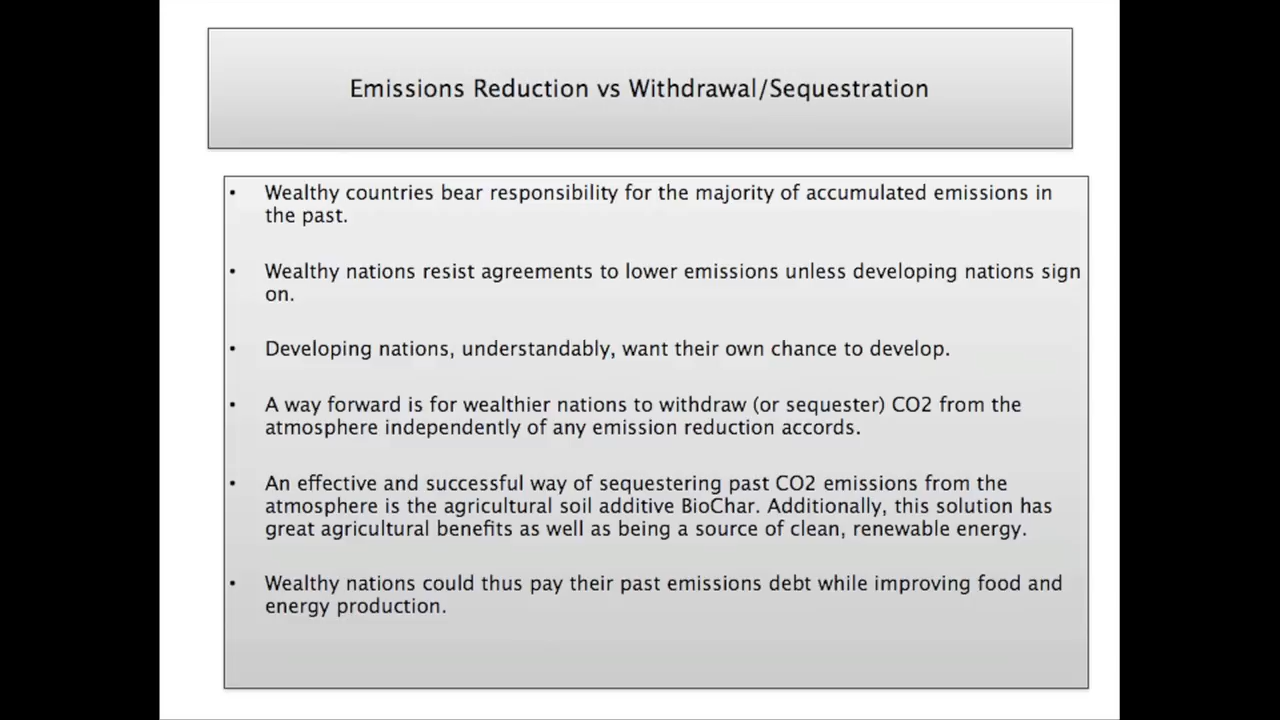 Emissions Reduction vs Withdrawal/Sequestration
• Wealthy countries bear responsibility for the majority of accumulated emissions in
the past.
• Wealthy nations resist agreements to lower emissions unless developing nations sign
on.
• Developing nations, understandably, want their own chance to develop.
• A way forward is for wealthier nations to withdraw (or sequester) CO2 from the
atmosphere independently of any emission reduction accords.
• An effective and successful way of sequestering past CO2 emissions from the
atmosphere is the agricultural soil additive BioChar. Additionally, this solution has
great agricultural benefits as well as being a source of clean, renewable energy.
• Wealthy nations could thus pay their past emissions debt while improving food and
energy production.